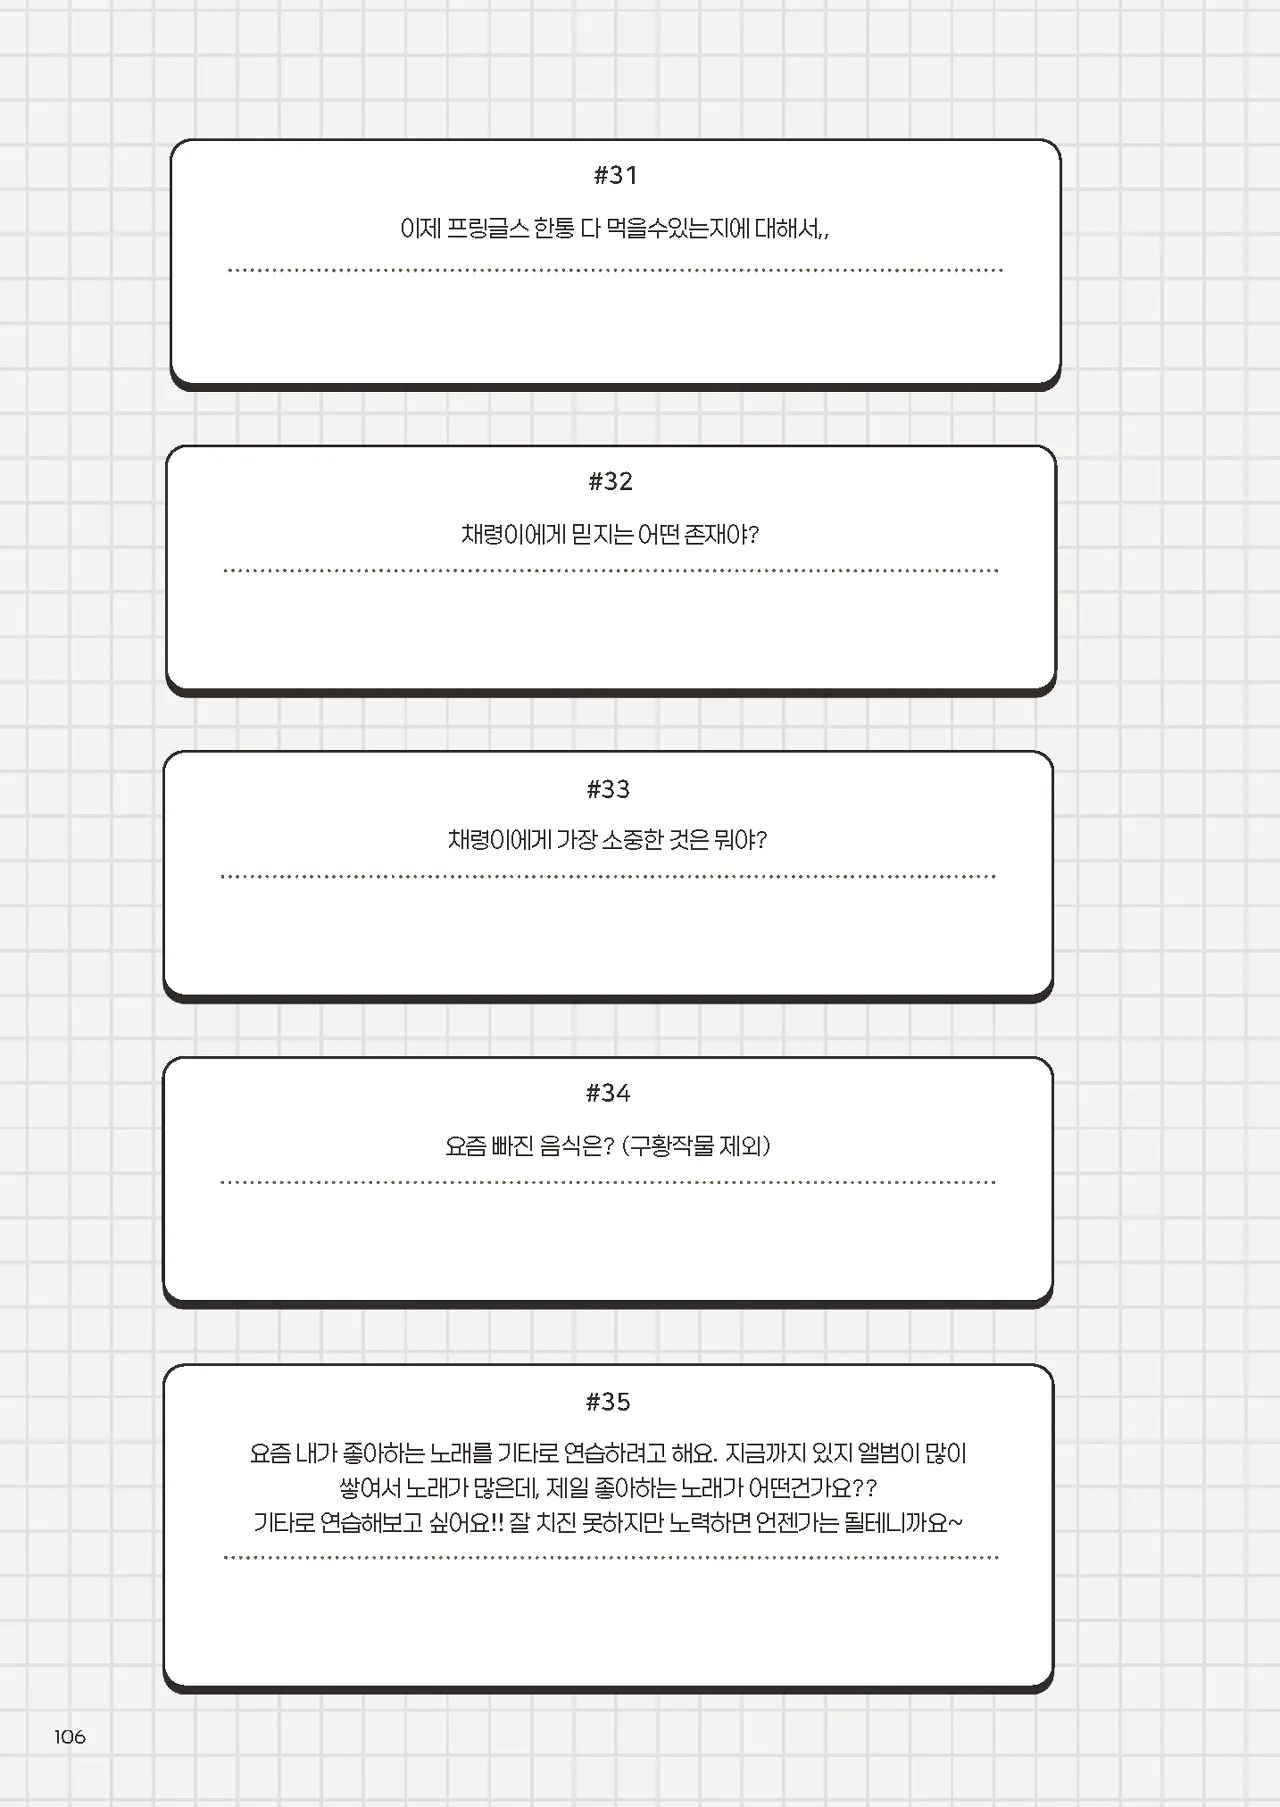 #31
이제 프링글스 한통 다 먹을수있는지에 대해서,,
#32
채령이에게 믿지는 어떤 존재야?
#33
채령이에게 가장 소중한 것은 뭐야?
#34
요즘 빠진 음식은? (구황작물 제외)
#35
요즘 내가 좋아하는 노래를 기타로 연습하려고 해요. 지금까지 있지 앨범이 많이
쌓여서 노래가 많은데, 제일 좋아하는 노래가 어떤건가요??
기타로 연습해보고 싶어요!! 잘 치진 못하지만 노력하면 언젠가는 될테니까요~
106